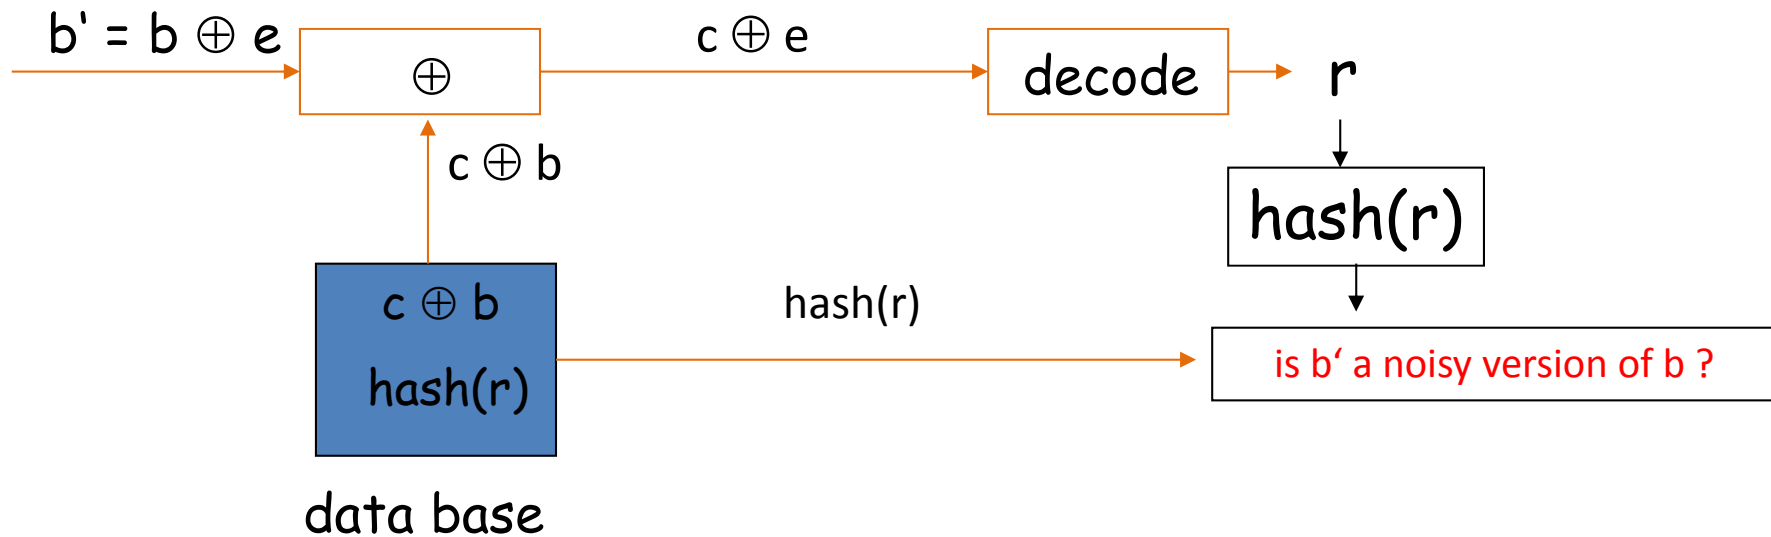 b' = b ⊕ e
⊕
c ⊕ e
decode
r
c ⊕ b
hash(r)
c ⊕ b
hash(r)
hash(r)
is b‘ a noisy version of b ?
data base